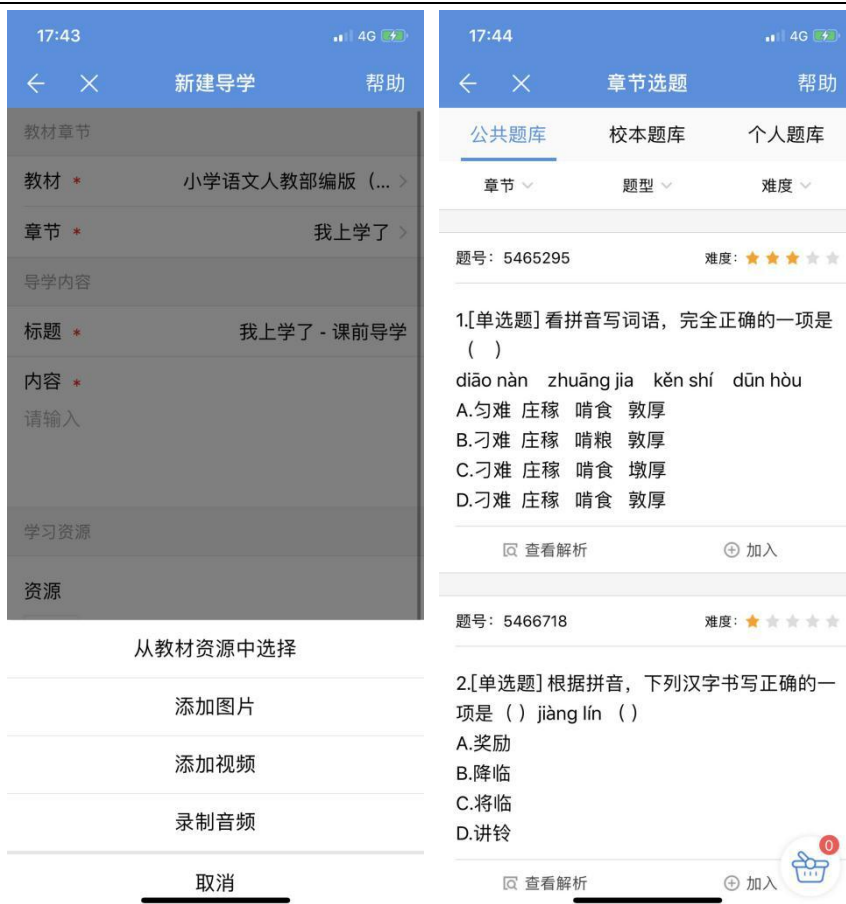 17:43
4G
新建导学
帮助
教材章节
教材 *
小学语文人教部编版（...
章节 *
我上学了
导学内容
标题 *
我上学了 - 课前导学
内容 *
请输入
学习资源
资源
从教材资源中选择
添加图片
添加视频
录制音频
取消
17:44
4G
章节选题
帮助
公共题库
校本题库
个人题库
章节
题型
难度
题号：5465295
难度：
1.[单选题] 看拼音写词语，完全正确的一项是
（ ）
diāo nàn zhuāng jia kěn shí dūn hòu
A.匀难 庄稼 啃食 敦厚
B.刁难 庄稼 啃粮 敦厚
C.刁难 庄稼 啃食 墩厚
D.刁难 庄稼 啃食 敦厚
查看解析
加入
题号：5466718
难度：
2.[单选题] 根据拼音，下列汉字书写正确的一
项是（ ）jiàng lín （ ）
A.奖励
B.降临
C.将临
D.讲铃
查看解析
加入
0